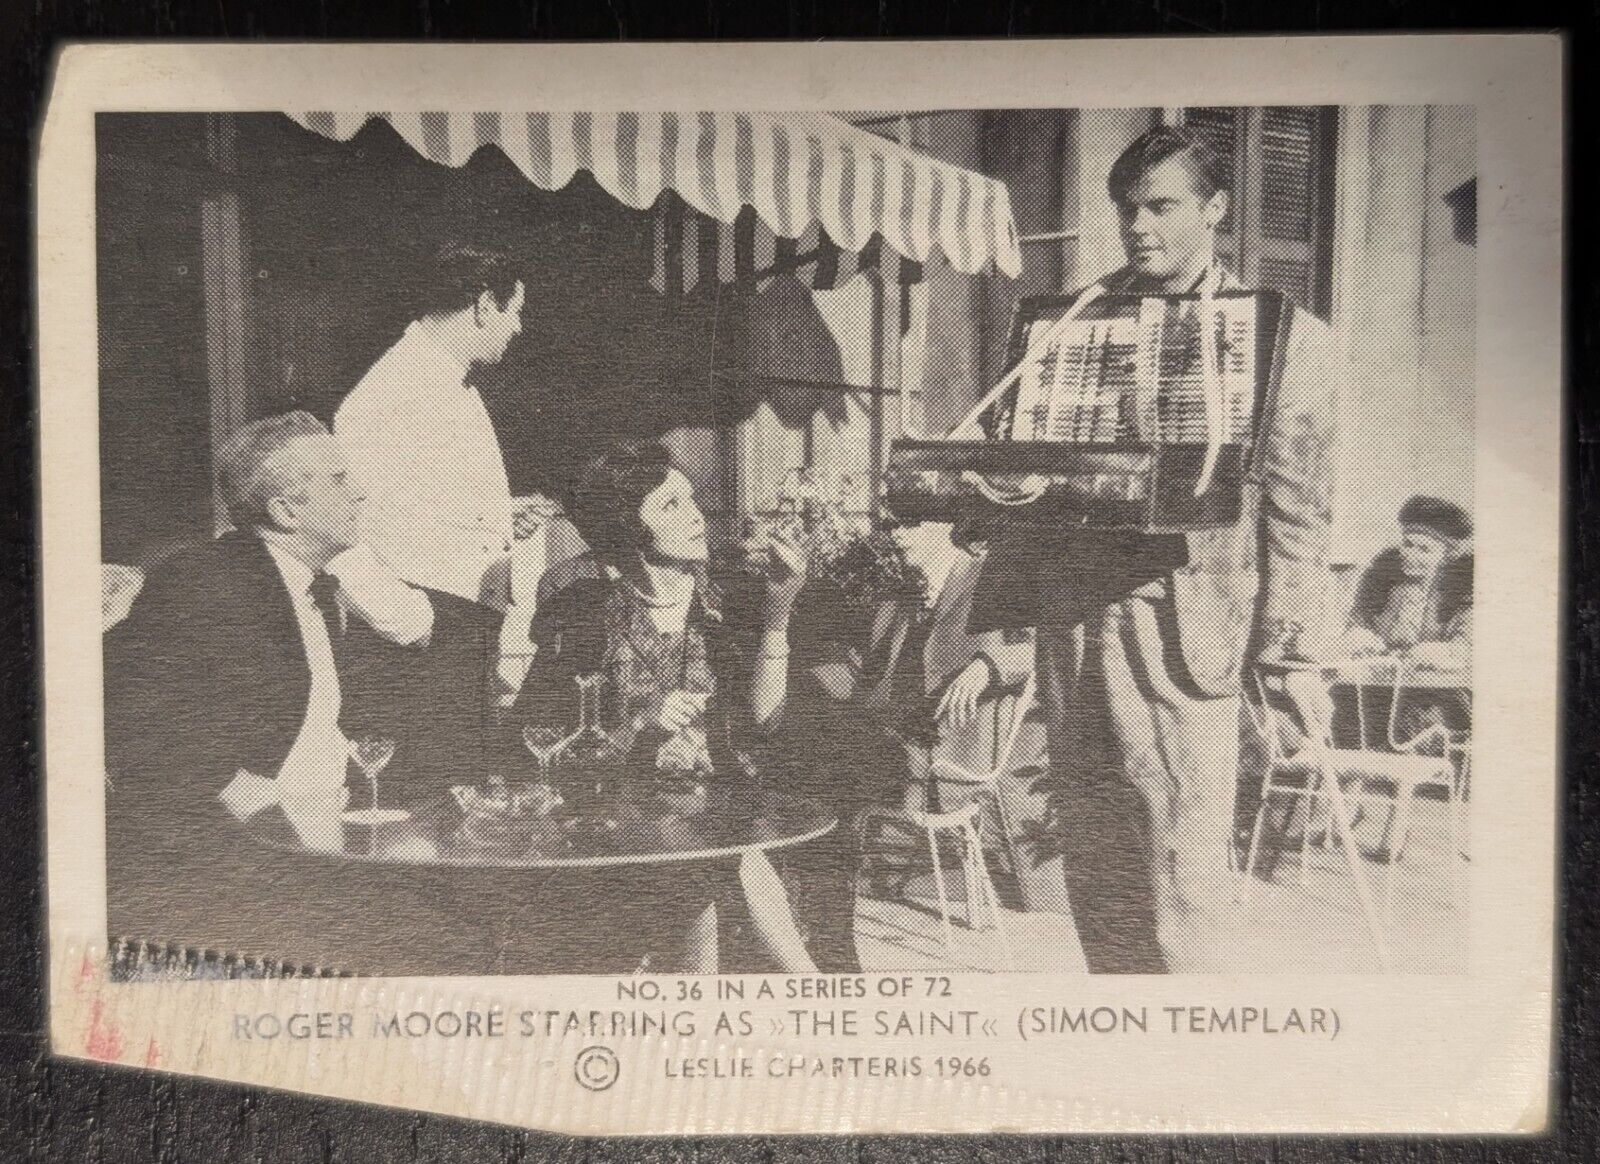 NO. 36 IN A SERIES OF 72
ROGER MOORE STARRING AS »THE SAINT« (SIMON TEMPLAR)
© LESLIE CHARTERIS 1966